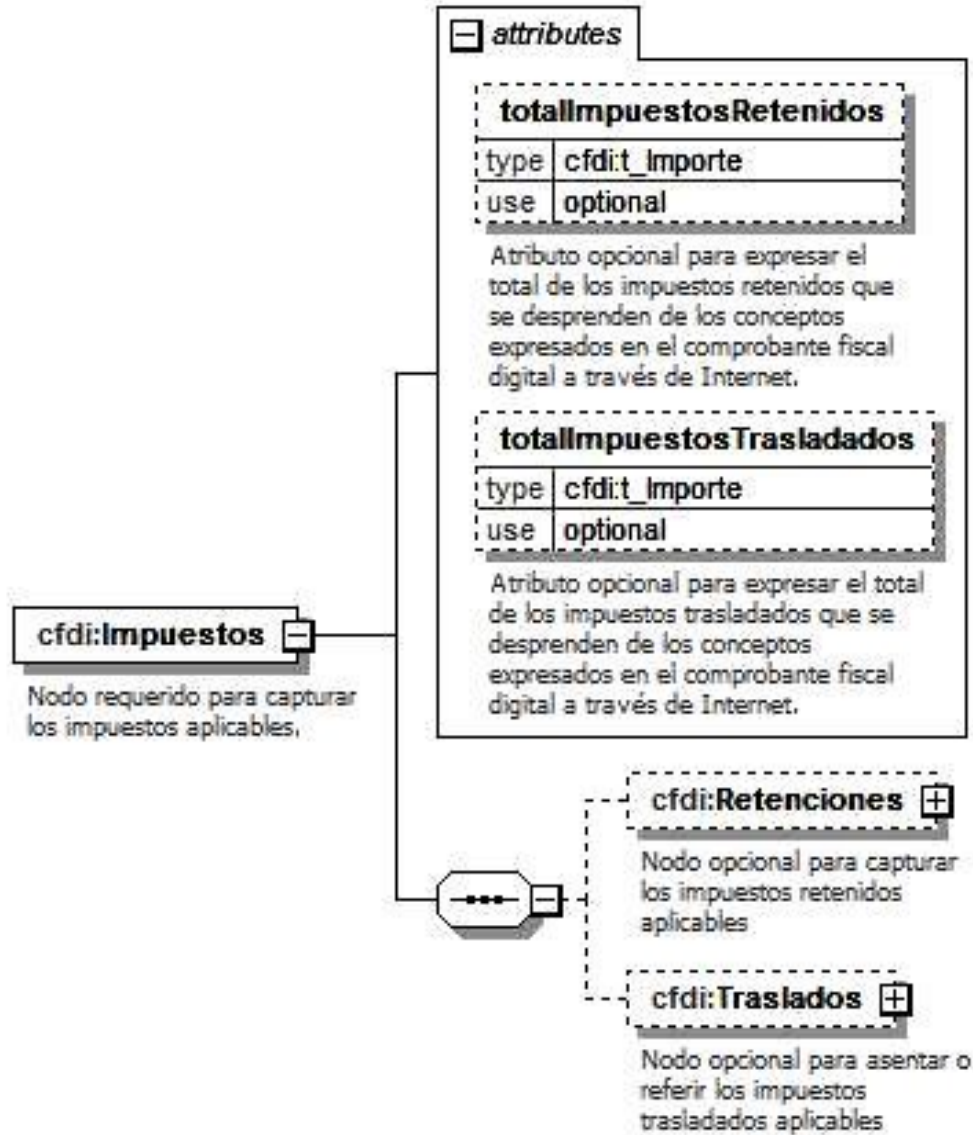 attributes
totalImpuestosRetenidos
type cfdi:t_Importe
use optional
Atributo opcional para expresar el
total de los impuestos retenidos que
se desprenden de los conceptos
expresados en el comprobante fiscal
digital a través de Internet.
totalImpuestosTrasladados
type cfdi:t_Importe
use optional
Atributo opcional para expresar el total
de los impuestos trasladados que se
desprenden de los conceptos
expresados en el comprobante fiscal
digital a través de Internet.
cfdi:Impuestos
Nodo requerido para capturar
los impuestos aplicables.
cfdi:Retenciones
Nodo opcional para capturar
los impuestos retenidos
aplicables
cfdi:Traslados
Nodo opcional para asentar o
referir los impuestos
trasladados aplicables